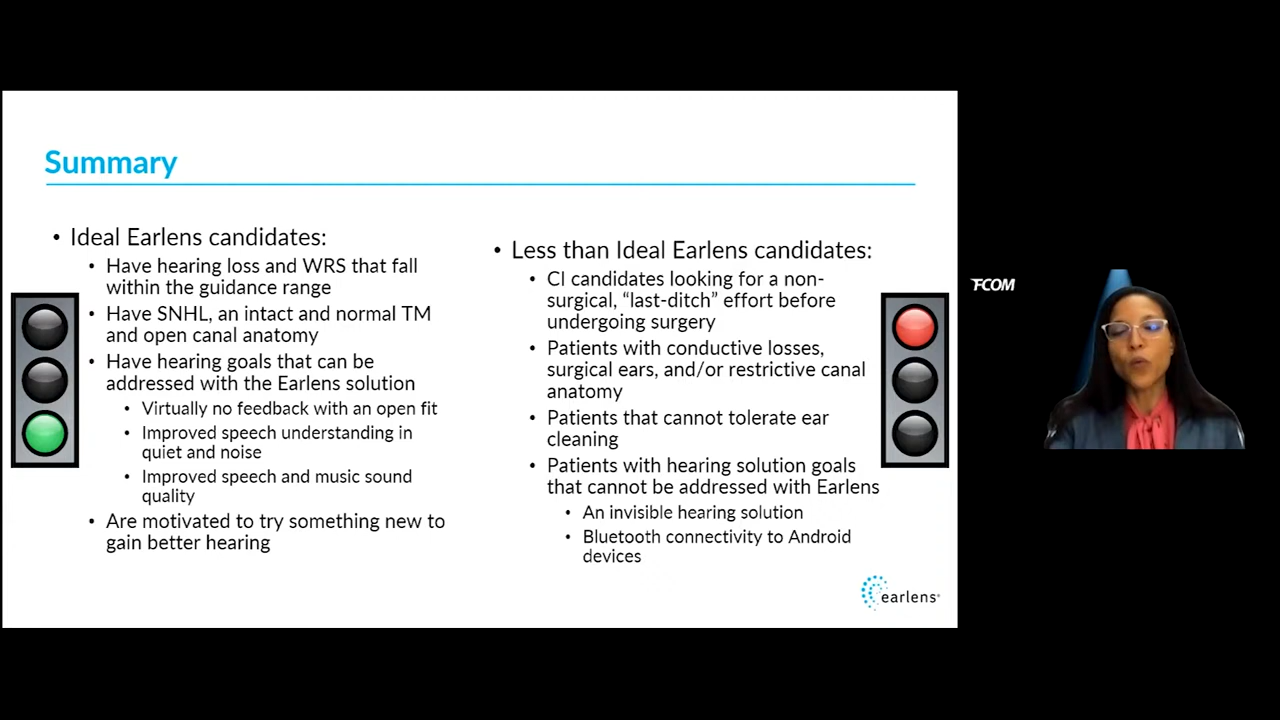 Summary
• Ideal Earlens candidates:
• Have hearing loss and WRS that fall
within the guidance range
• Have SNHL, an intact and normal TM
and open canal anatomy
• Have hearing goals that can be
addressed with the Earlens solution
• Virtually no feedback with an open fit
• Improved speech understanding in
quiet and noise
• Improved speech and music sound
quality
• Are motivated to try something new to
gain better hearing
• Less than Ideal Earlens candidates:
• CI candidates looking for a non-
surgical, “last-ditch” effort before
undergoing surgery
• Patients with conductive losses,
surgical ears, and/or restrictive canal
anatomy
• Patients that cannot tolerate ear
cleaning
• Patients with hearing solution goals
that cannot be addressed with Earlens
• An invisible hearing solution
• Bluetooth connectivity to Android
devices
earlens
FCOM